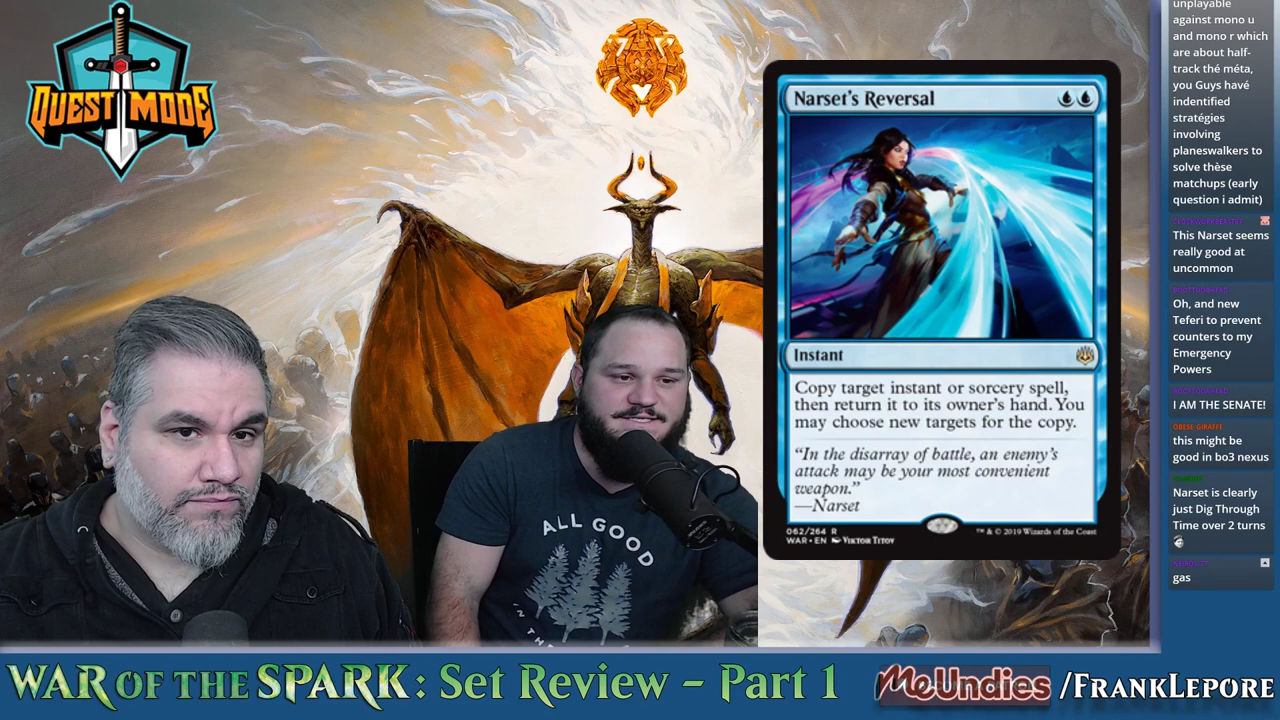 QUEST MODE
Narset's Reversal
Instant
Copy target instant or sorcery spell,
then return it to its owner's hand. You
may choose new targets for the copy.
"In the disarray of battle, an enemy's
attack may be your most convenient
weapon."
—Narset
062/264 R
WAR • EN VIKTOR TITOV
™ & © 2019 Wizards of the Coast
ALL GOOD
IN THE
unplayable
against mono u
and mono r which
are about half-
track thé méta,
you Guys havé
indentified
stratégies
involving
planeswalkers to
solve thèse
matchups (early
question i admit)
This Narset seems
really good at
uncommon
Oh, and new
Teferi to prevent
counters to my
Emergency
Powers
I AM THE SENATE!
OBESE GIRAFFE
this might be
good in bo3 nexus
Narset is clearly
just Dig Through
Time over 2 turns
gas
WAR OF THE SPARK: Set Review - Part 1
MeUndies /FRANKLEPORE